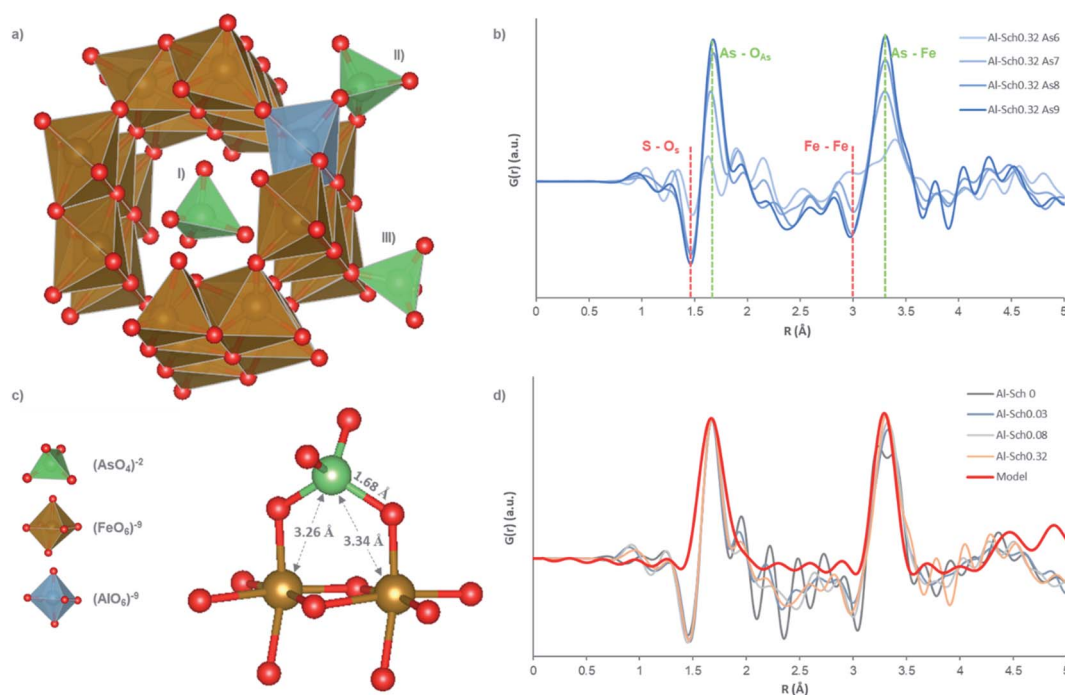 a)
II)
I)
III)
b)
As - O_As
As - Fe
S - O_s
Fe - Fe
Al-Sch0.32 As6
Al-Sch0.32 As7
Al-Sch0.32 As8
Al-Sch0.32 As9
G(r) (a.u.)
0 0.5 1 1.5 2 2.5 3 3.5 4 4.5 5
R (Å)
c)
(AsO₄)⁻²
(FeO₆)⁻⁹
(AlO₆)⁻⁹
1.68 Å
3.26 Å
3.34 Å
d)
Al-Sch 0
Al-Sch0.03
Al-Sch0.08
Al-Sch0.32
Model
G(r) (a.u.)
0 0.5 1 1.5 2 2.5 3 3.5 4 4.5 5
R (Å)